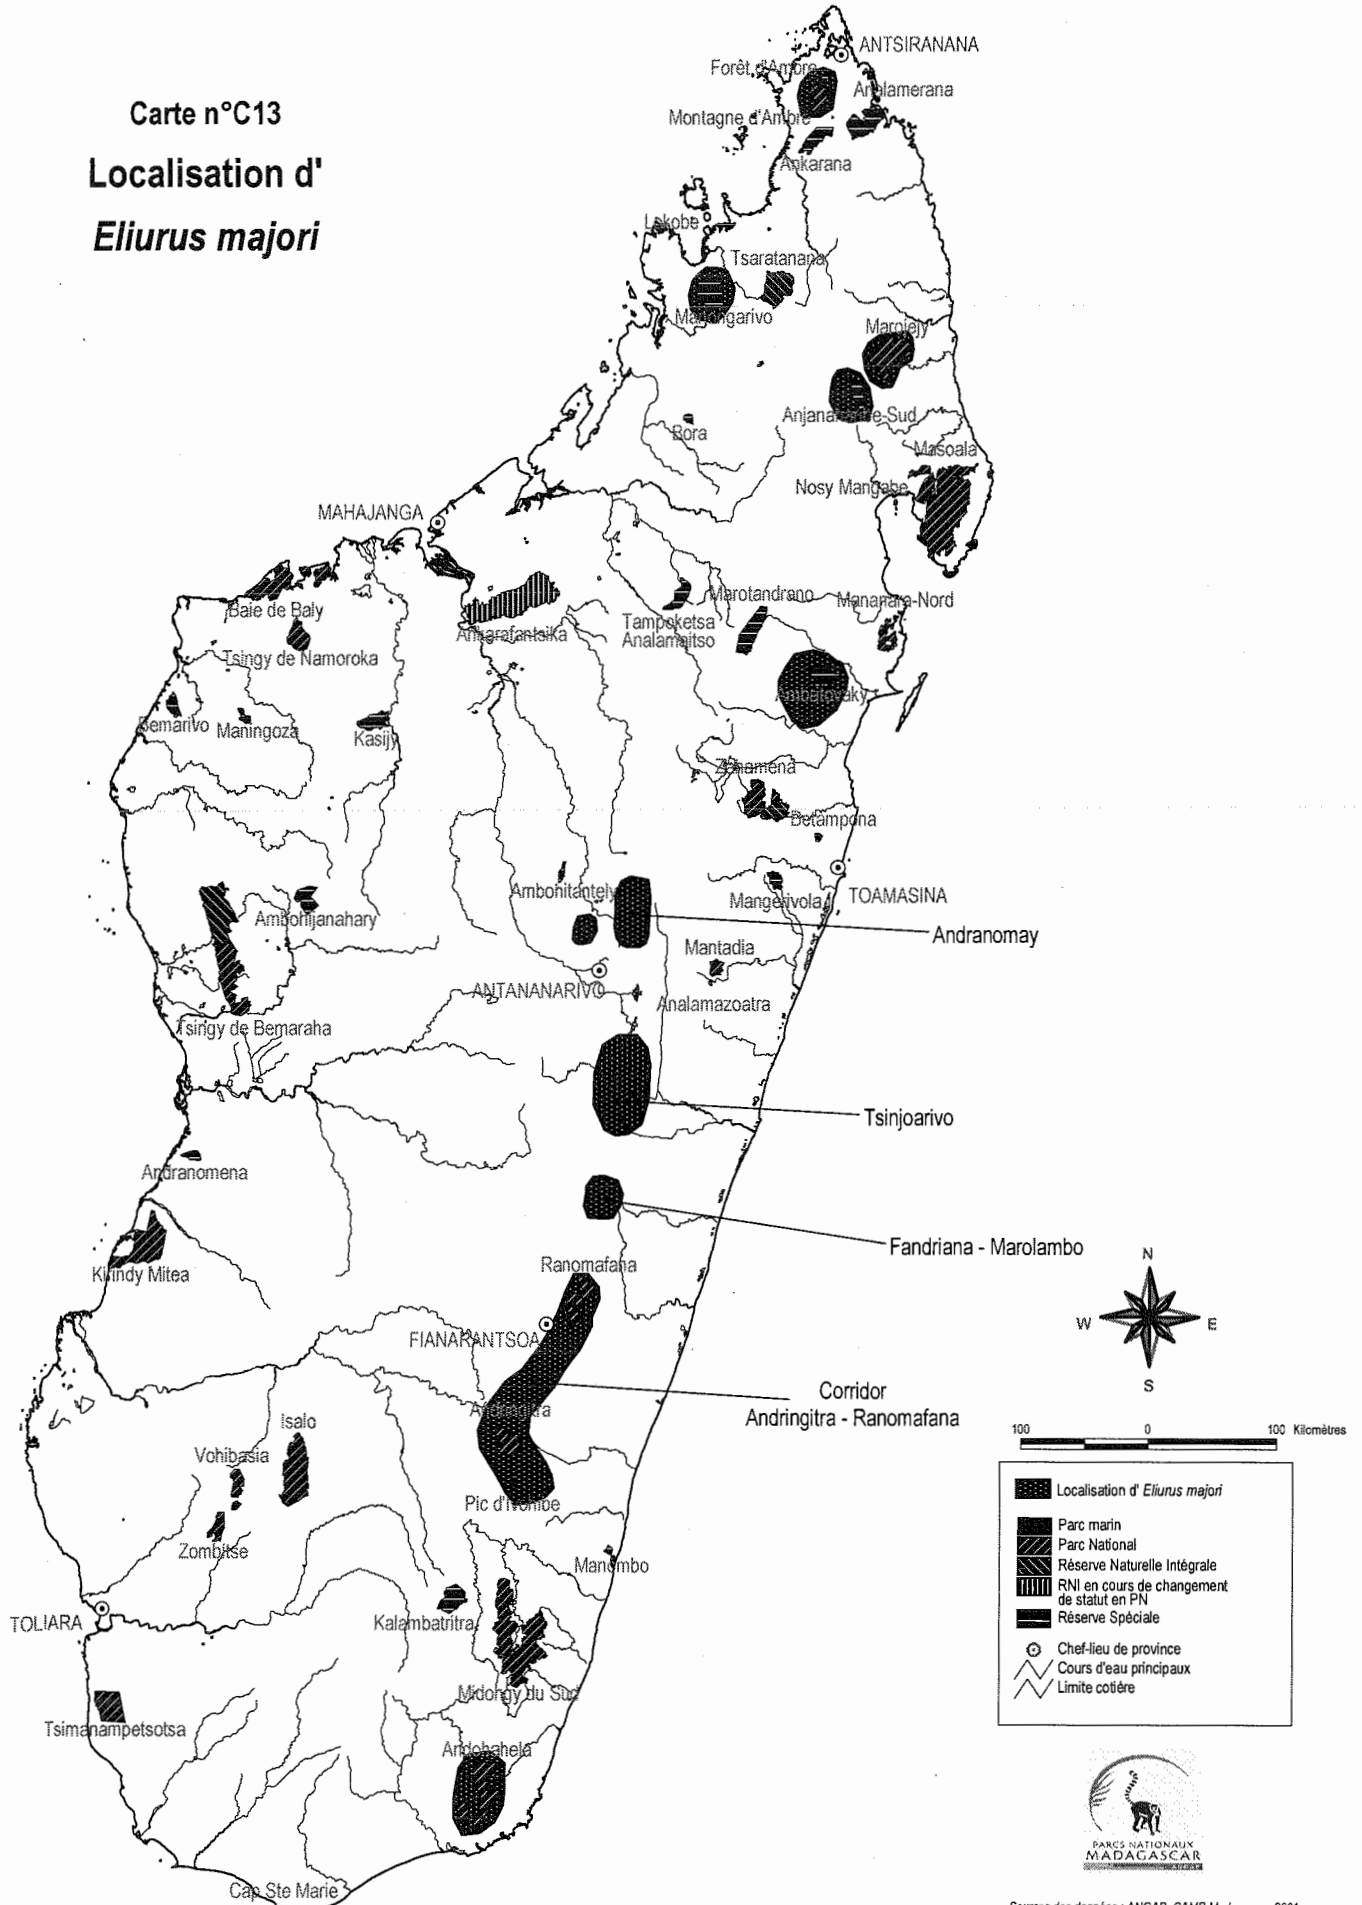 Carte n°C13
Localisation d'
Eliurus majori
ANTSIRANANA
Forêt d'Ambre
Analamerana
Montagne d'Ambre
Ankarana
Lokobe
Tsaratanana
Manongarivo
Marojejy
Anjanaharibe-Sud
Bora
Masoala
Nosy Mangabe
MAHAJANGA
Baie de Baly
Ankarafantsika
Marotandrano
Mananara-Nord
Tampoketsa
Analamaitso
Tsingy de Namoroka
Ambatovaky
Bemarivo
Maningoza
Kasijy
Zahamena
Betampona
Ambohitantely
Mangerivola
TOAMASINA
Ambohijanahary
Andranomay
Mantadia
ANTANANARIVO
Analamazoatra
Tsingy de Bemaraha
Tsinjoarivo
Andranomena
Fandriana - Marolambo
Kirindy Mitea
Ranomafana
FIANARANTSOA
Corridor
Andringitra - Ranomafana
Andringitra
Isalo
Vohibasia
Pic d'Ivohibe
Zombitse
Manombo
TOLIARA
Kalambatritra
Midongy du Sud
Tsimanampetsotsa
Andohahela
Cap Ste Marie
N
W
E
S
100
0
100 Kilomètres
Localisation d' Eliurus majori
Parc marin
Parc National
Réserve Naturelle Intégrale
RNI en cours de changement
de statut en PN
Réserve Spéciale
Chef-lieu de province
Cours d'eau principaux
Limite cotière
PARCS NATIONAUX
MADAGASCAR